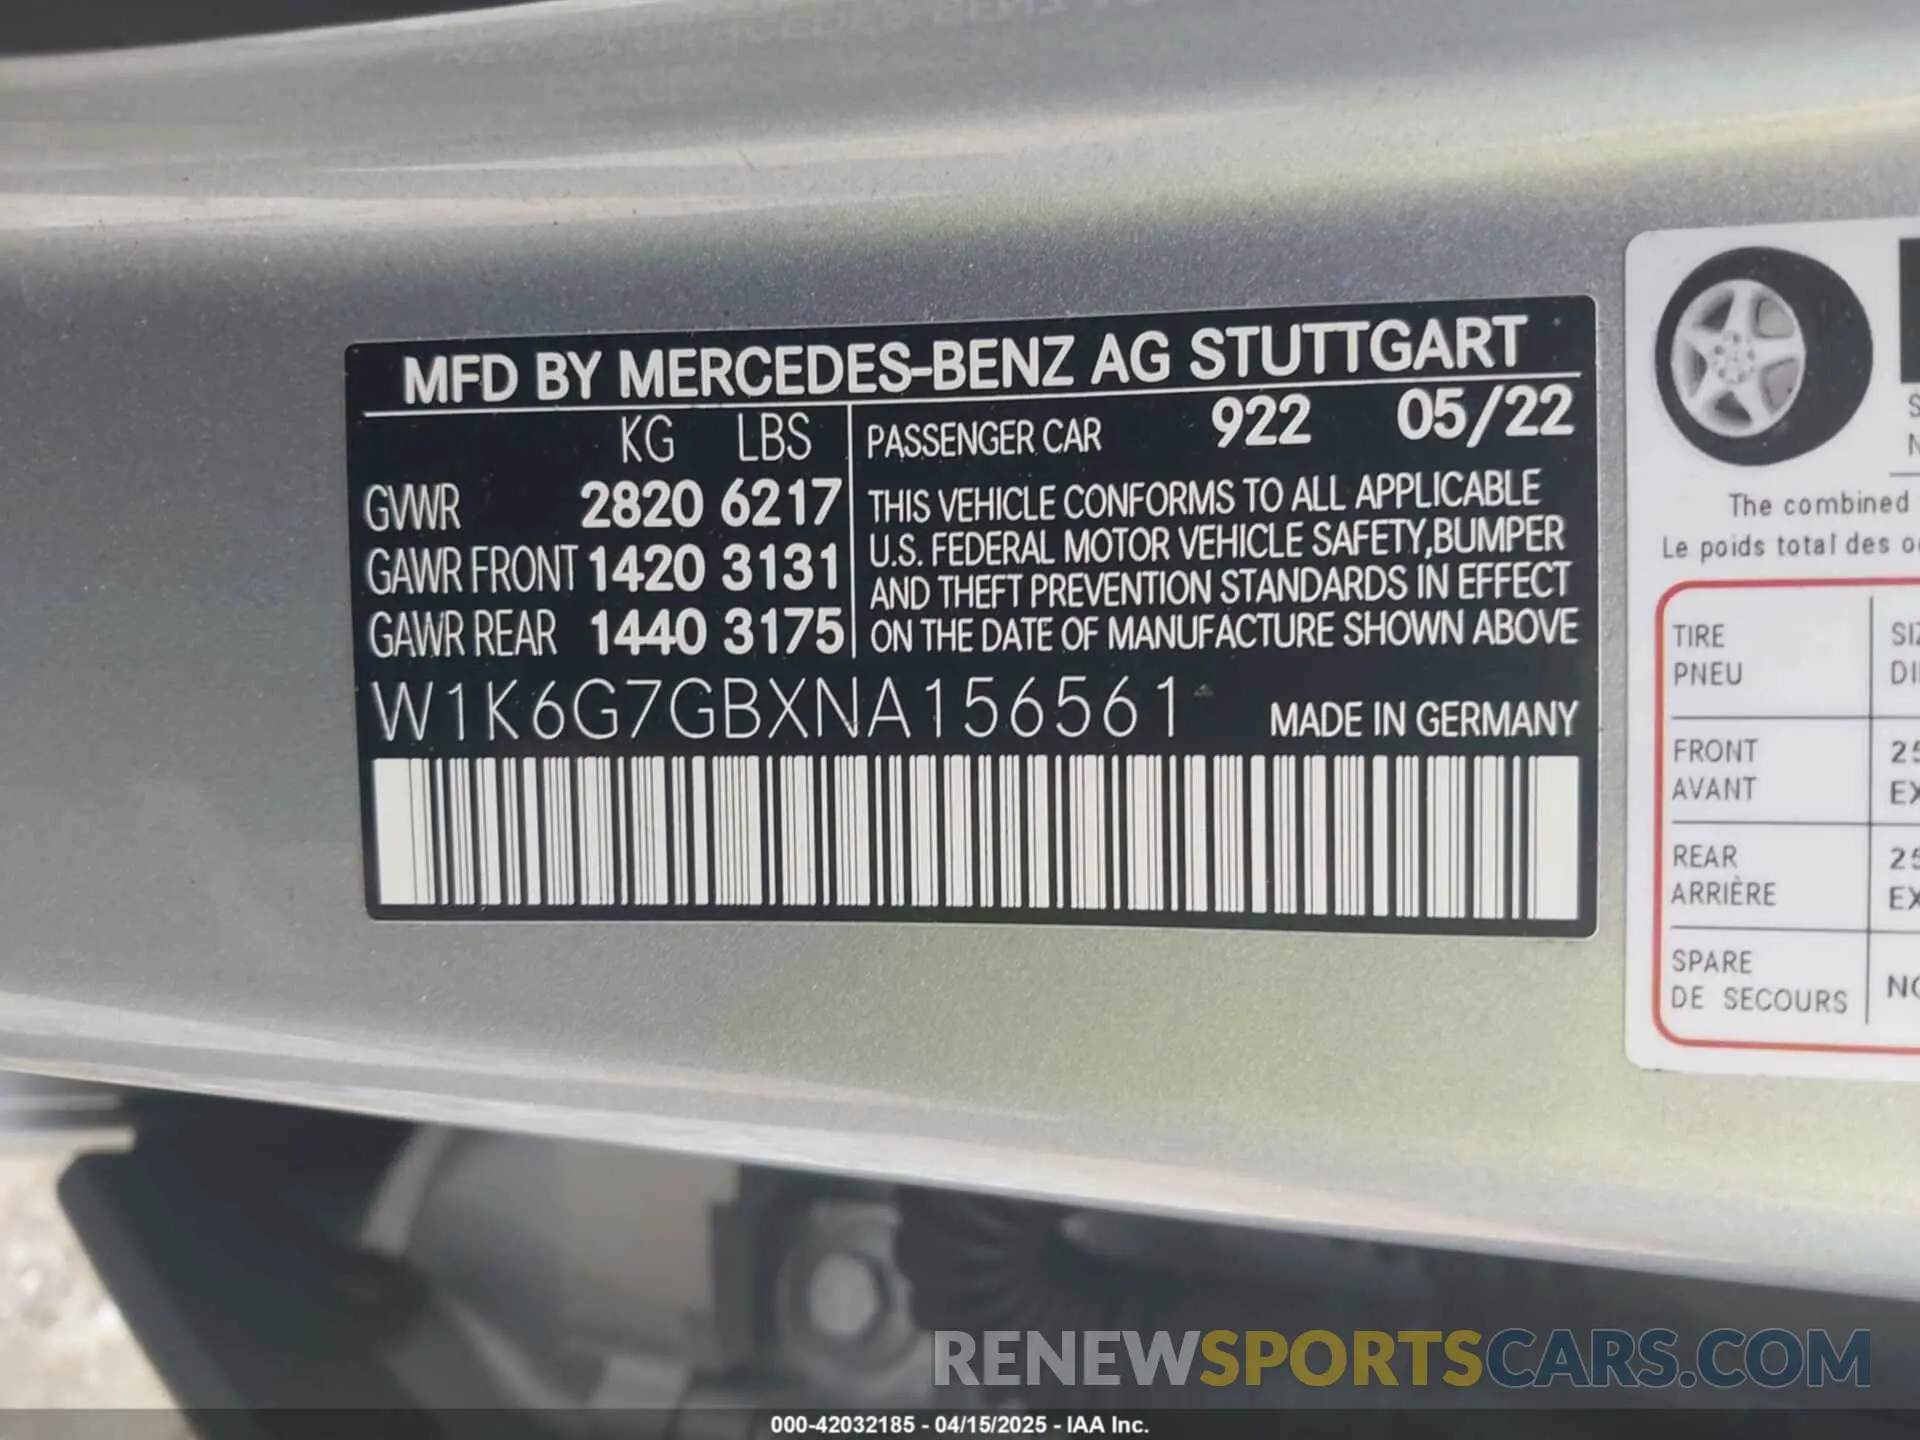 MFD BY MERCEDES-BENZ AG STUTTGART
KG LBS
GVWR 2820 6217
GAWR FRONT 1420 3131
GAWR REAR 1440 3175
PASSENGER CAR 922 05/22
THIS VEHICLE CONFORMS TO ALL APPLICABLE
U.S. FEDERAL MOTOR VEHICLE SAFETY,BUMPER
AND THEFT PREVENTION STANDARDS IN EFFECT
ON THE DATE OF MANUFACTURE SHOWN ABOVE
W1K6G7GBXNA156561
MADE IN GERMANY
The combined
Le poids total des
TIRE
PNEU
FRONT
AVANT
REAR
ARRIÈRE
SPARE
DE SECOURS
RENEWSPORTSCARS.COM
000-42032185 - 04/15/2025 - IAA Inc.